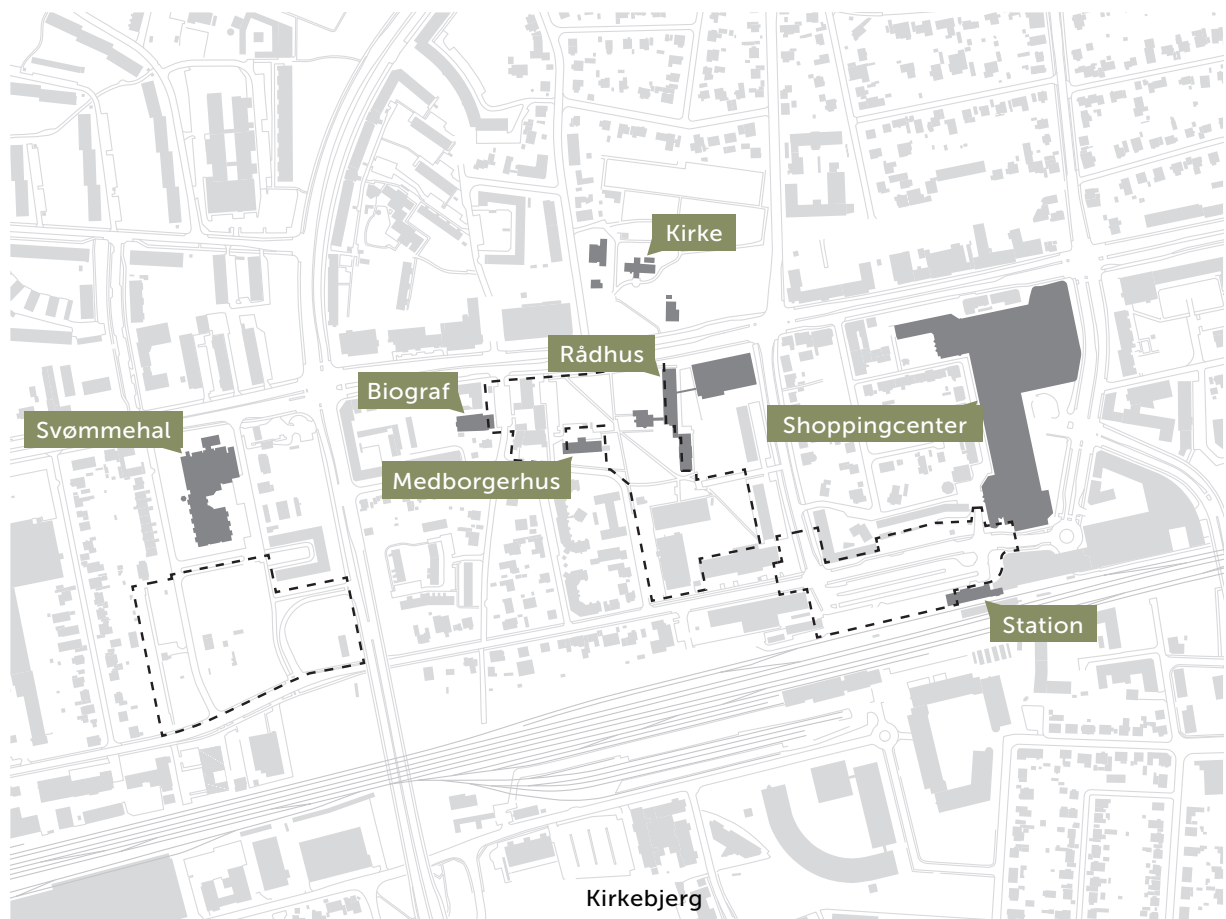 Kirke
Rådhus
Biograf
Shoppingcenter
Svømmehal
Medborgerhus
Station
Kirkebjerg